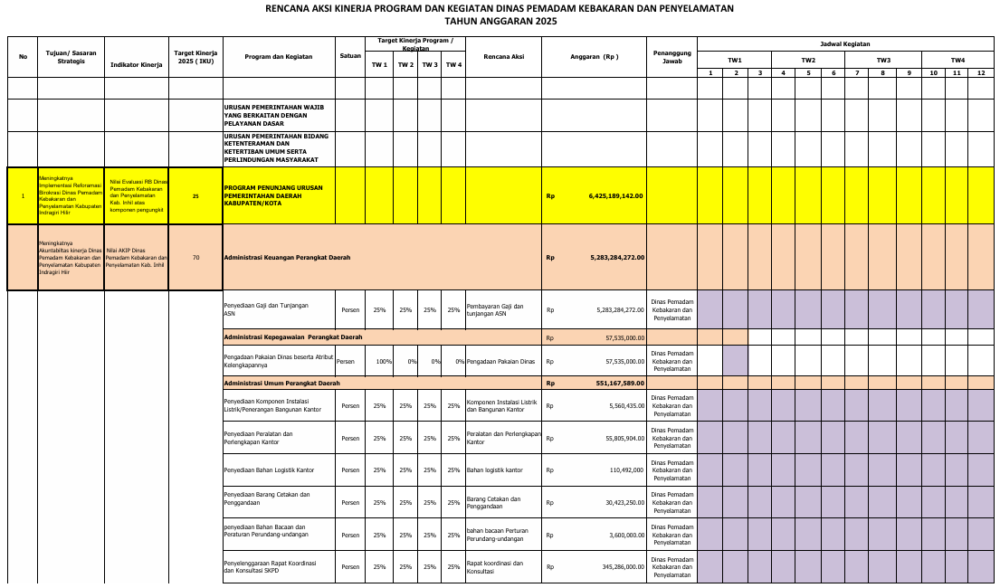 RENCANA AKSI KINERJA PROGRAM DAN KEGIATAN DINAS PEMADAM KEBAKARAN DAN PENYELAMATAN
TAHUN ANGGARAN 2025
No
Tujuan/ Sasaran
Strategis
Indikator Kinerja
Target Kinerja
2025 ( IKU)
Program dan Kegiatan
Satuan
Target Kinerja Program /
Kegiatan
TW 1 TW 2 TW 3 TW 4
Rencana Aksi
Anggaran (Rp )
Penanggung
Jawab
Jadwal Kegiatan
TW1 TW2 TW3 TW4
1 2 3 4 5 6 7 8 9 10 11 12
URUSAN PEMERINTAHAN WAJIB
YANG BERKAITAN DENGAN
PELAYANAN DASAR
URUSAN PEMERINTAHAN BIDANG
KETENTERAMAN DAN
KETERTIBAN UMUM SERTA
PERLINDUNGAN MASYARAKAT
1
Meningkatnya
Implementasi Reforamasi
Birokrasi Dinas Pemadam
Kebakaran dan
Penyelamatan Kabupaten
Indragiri Hilir
Nilai Evaluasi RB Dinas
Pemadam Kebakaran
dan Penyelamatan
Kab. Inhil atas
komponen pengungkit
25
PROGRAM PENUNJANG URUSAN
PEMERINTAHAN DAERAH
KABUPATEN/KOTA
Rp 6,425,189,142.00
Meningkatnya
Akuntabiltas kinerja Dinas
Pemadam Kebakaran dan
Penyelamatan Kabupaten
Indragiri Hiir
Nilai AKIP Dinas
Pemadam Kebakaran dan
Penyelamatan Kab. Inhil
70
Administrasi Keuangan Perangkat Daerah
Rp 5,283,284,272.00
Penyediaan Gaji dan Tunjangan
ASN
Persen 25% 25% 25% 25%
Pembayaran Gaji dan
tunjangan ASN
Rp 5,283,284,272.00
Dinas Pemadam
Kebakaran dan
Penyelamatan
Administrasi Kepegawaian Perangkat Daerah
Rp 57,535,000.00
Pengadaan Pakaian Dinas beserta Atribut
Kelengkapannya
Persen 100% 0% 0% 0%
Pengadaan Pakaian Dinas
Rp 57,535,000.00
Dinas Pemadam
Kebakaran dan
Penyelamatan
Administrasi Umum Perangkat Daerah
Rp 551,167,589.00
Penyediaan Komponen Instalasi
Listrik/Penerangan Bangunan Kantor
Persen 25% 25% 25% 25%
Komponen Instalasi Listrik
dan Bangunan Kantor
Rp 5,560,435.00
Dinas Pemadam
Kebakaran dan
Penyelamatan
Penyediaan Peralatan dan
Perlengkapan Kantor
Persen 25% 25% 25% 25%
Peralatan dan Perlengkapan
Kantor
Rp 55,805,904.00
Dinas Pemadam
Kebakaran dan
Penyelamatan
Penyediaan Bahan Logistik Kantor
Persen 25% 25% 25% 25%
Bahan logistik kantor
Rp 110,492,000
Dinas Pemadam
Kebakaran dan
Penyelamatan
Penyediaan Barang Cetakan dan
Penggandaan
Persen 25% 25% 25% 25%
Barang Cetakan dan
Penggandaan
Rp 30,423,250.00
Dinas Pemadam
Kebakaran dan
Penyelamatan
penyediaan Bahan Bacaan dan
Peraturan Perundang-undangan
Persen 25% 25% 25% 25%
bahan bacaan Perturan
Perundang-undangan
Rp 3,600,000.00
Dinas Pemadam
Kebakaran dan
Penyelamatan
Penyelenggaraan Rapat Koordinasi
dan Konsultasi SKPD
Persen 25% 25% 25% 25%
Rapat koordinasi dan
Konsultasi
Rp 345,286,000.00
Dinas Pemadam
Kebakaran dan
Penyelamatan